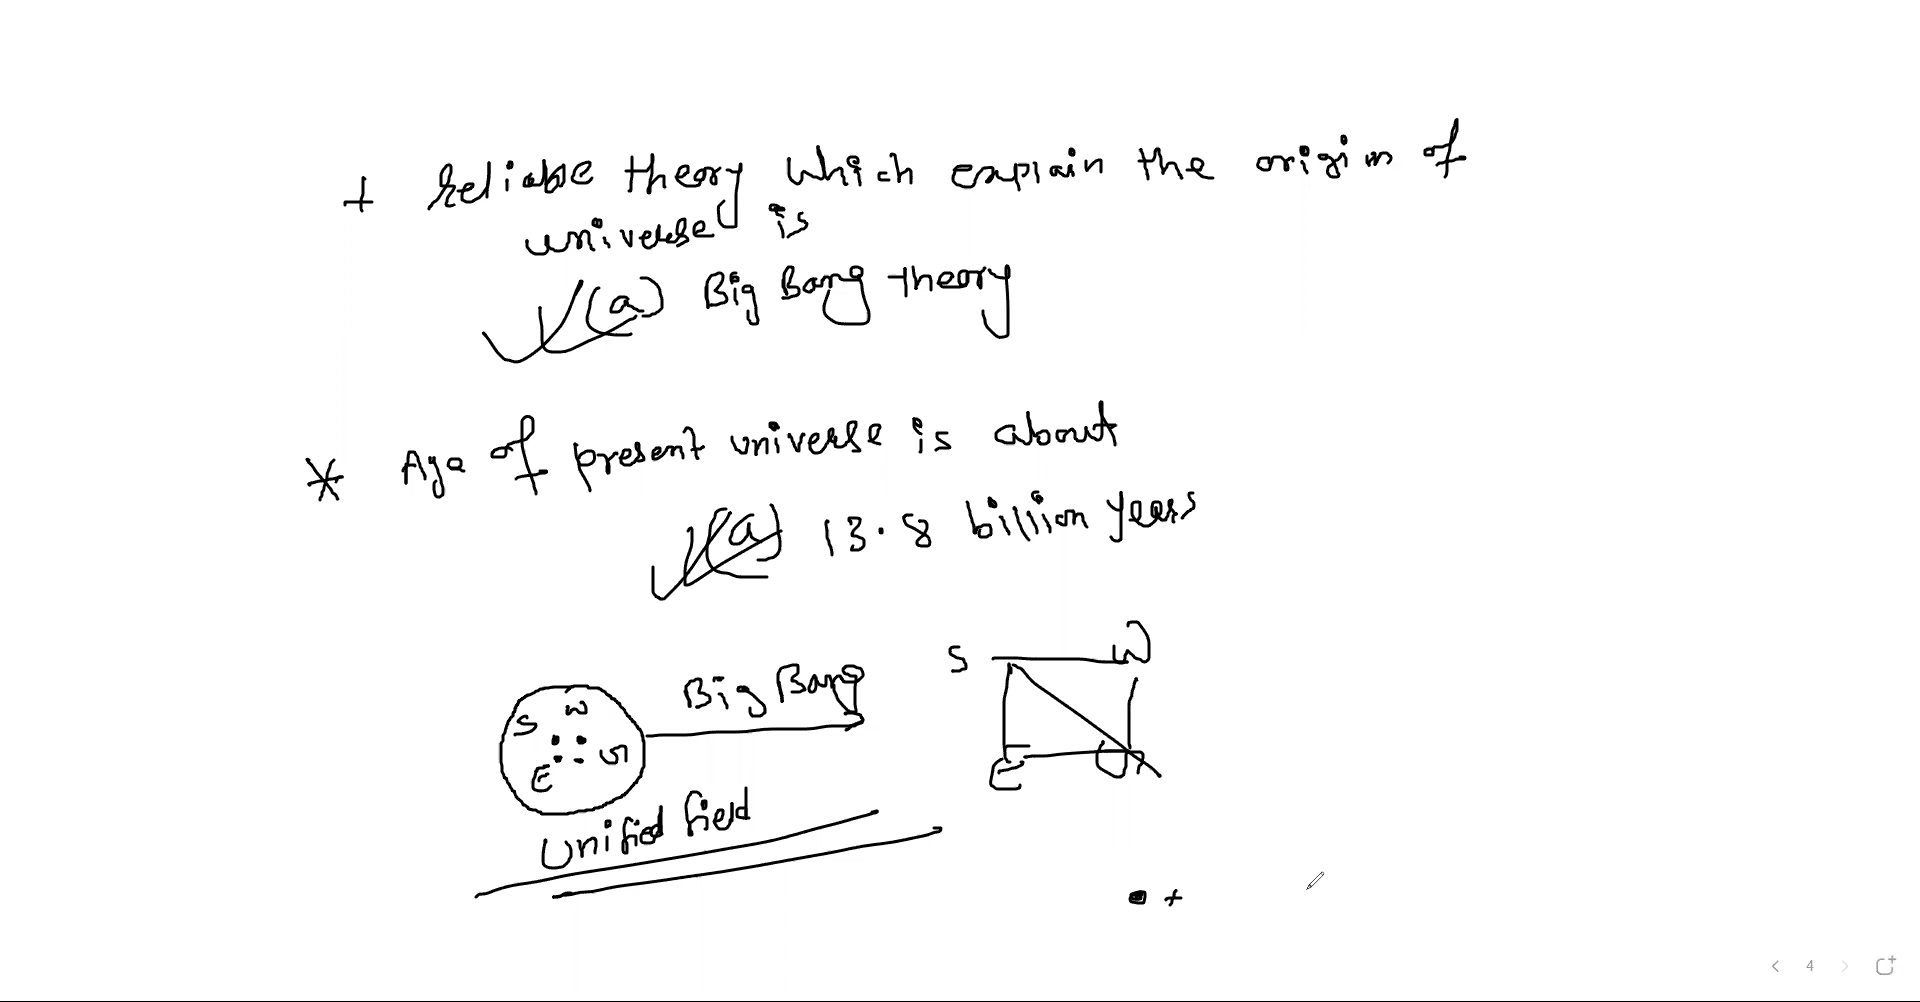 + Reliable theory which explain the origin of
universe is
(a) Big Bang theory
* Age of present universe is about
(a) 13.8 billion years
Big Bang
S W
S W
E G
E G
Unified field
+
4